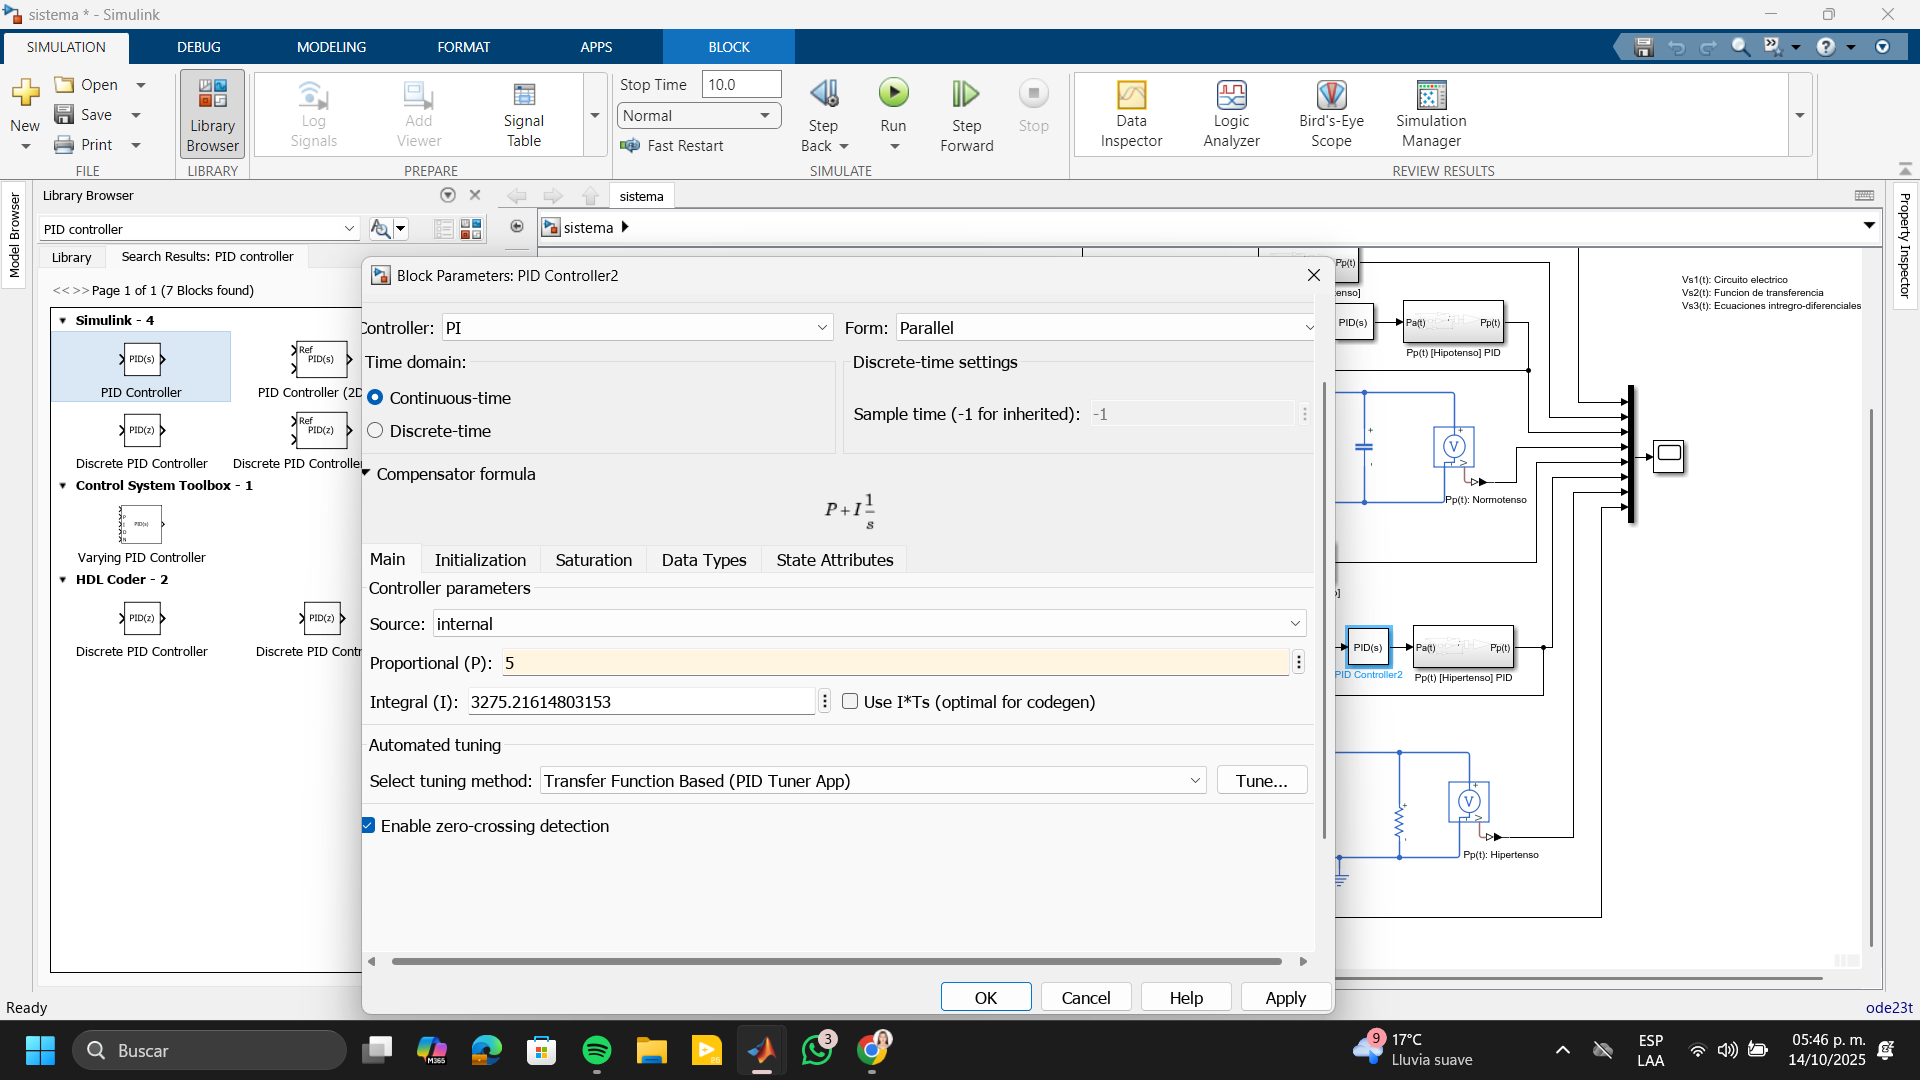 sistema * - Simulink
SIMULATION
DEBUG
MODELING
FORMAT
APPS
BLOCK
New
Open
Save
Print
FILE
Library
Browser
LIBRARY
Log
Signals
Add
Viewer
Signal
Table
PREPARE
Stop Time
10.0
Normal
Fast Restart
Step
Back
Run
Step
Forward
Stop
SIMULATE
Data
Inspector
Logic
Analyzer
Bird's-Eye
Scope
Simulation
Manager
REVIEW RESULTS
Model Browser
Library Browser
PID controller
Library
Search Results: PID controller
<< >> Page 1 of 1 (7 Blocks found)
Simulink - 4
PID(s)
PID Controller
Ref
PID(s)
PID Controller (2D
PID(z)
Discrete PID Controller
Ref
PID(z)
Discrete PID Controlle
Control System Toolbox - 1
PID(s)
Varying PID Controller
HDL Coder - 2
PID(z)
Discrete PID Controller
PID(z)
Discrete PID Contr
sistema
sistema
Property Inspector
Block Parameters: PID Controller2
Controller:
PI
Form:
Parallel
Time domain:
Continuous-time
Discrete-time
Discrete-time settings
Sample time (-1 for inherited):
-1
Compensator formula
P + I 1/s
Main
Initialization
Saturation
Data Types
State Attributes
Controller parameters
Source:
internal
Proportional (P):
5
Integral (I):
3275.21614803153
Use I*Ts (optimal for codegen)
Automated tuning
Select tuning method:
Transfer Function Based (PID Tuner App)
Tune...
Enable zero-crossing detection
OK
Cancel
Help
Apply
Pp(t)
enso]
PID(s)
Pa(t)
Pp(t)
Pp(t) [Hipotenso] PID
Vs1(t): Circuito electrico
Vs2(t): Funcion de transferencia
Vs3(t): Ecuaciones intregro-diferenciales
V
Pp(t): Normotenso
PID(s)
PID Controller2
Pa(t)
Pp(t)
Pp(t) [Hipertenso] PID
V
Pp(t): Hipertenso
Ready
ode23t
Buscar
M365
3
9
17°C
Lluvia suave
ESP
LAA
05:46 p. m.
14/10/2025